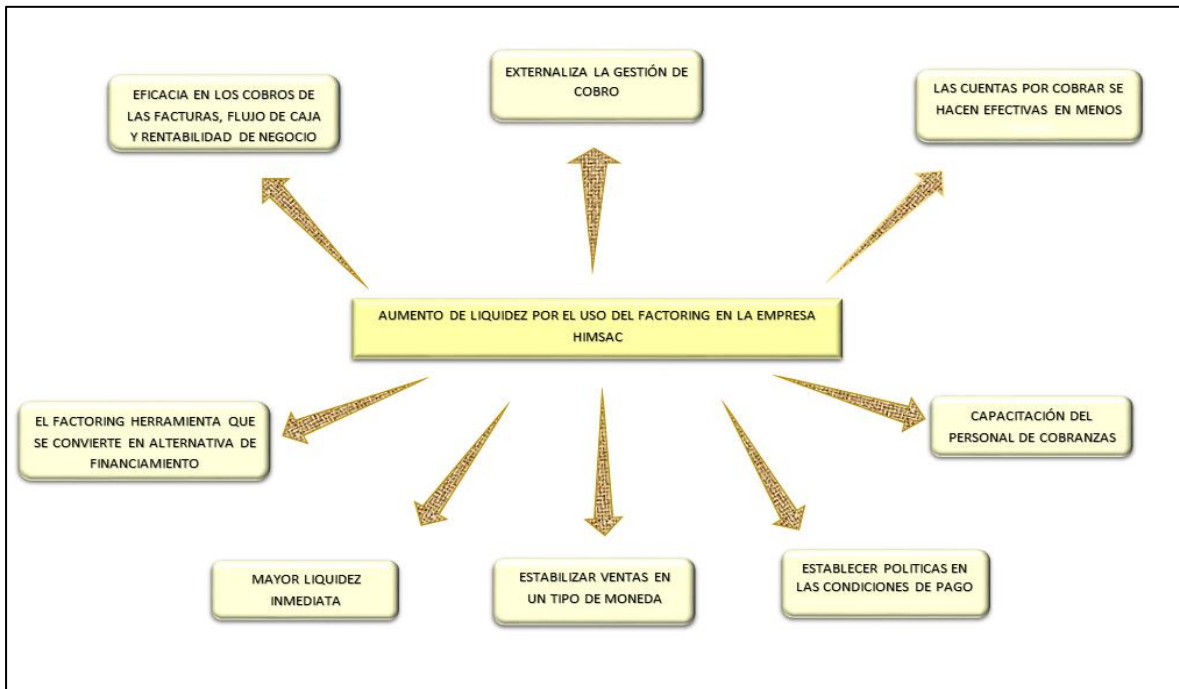 EXTERNALIZA LA GESTIÓN DE
COBRO
EFICACIA EN LOS COBROS DE
LAS FACTURAS, FLUJO DE CAJA
Y RENTABILIDAD DE NEGOCIO
LAS CUENTAS POR COBRAR SE
HACEN EFECTIVAS EN MENOS
AUMENTO DE LIQUIDEZ POR EL USO DEL FACTORING EN LA EMPRESA
HIMSAC
EL FACTORING HERRAMIENTA QUE
SE CONVIERTE EN ALTERNATIVA DE
FINANCIAMIENTO
CAPACITACIÓN DEL
PERSONAL DE COBRANZAS
MAYOR LIQUIDEZ
INMEDIATA
ESTABILIZAR VENTAS EN
UN TIPO DE MONEDA
ESTABLECER POLITICAS EN
LAS CONDICIONES DE PAGO